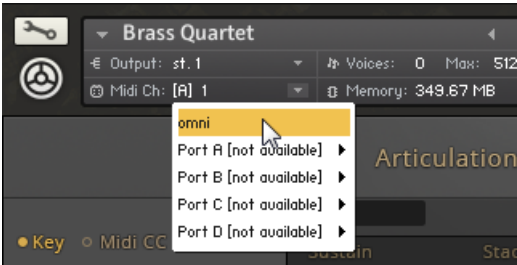 Brass Quartet
Output: st. 1
Voices: 0 Max: 512
Midi Ch: [A] 1
Memory: 349.67 MB
omni
Port A [not available]
Port B [not available]
Port C [not available]
Port D [not available]
Articulation
Key
Midi CC
Sustain
Stac